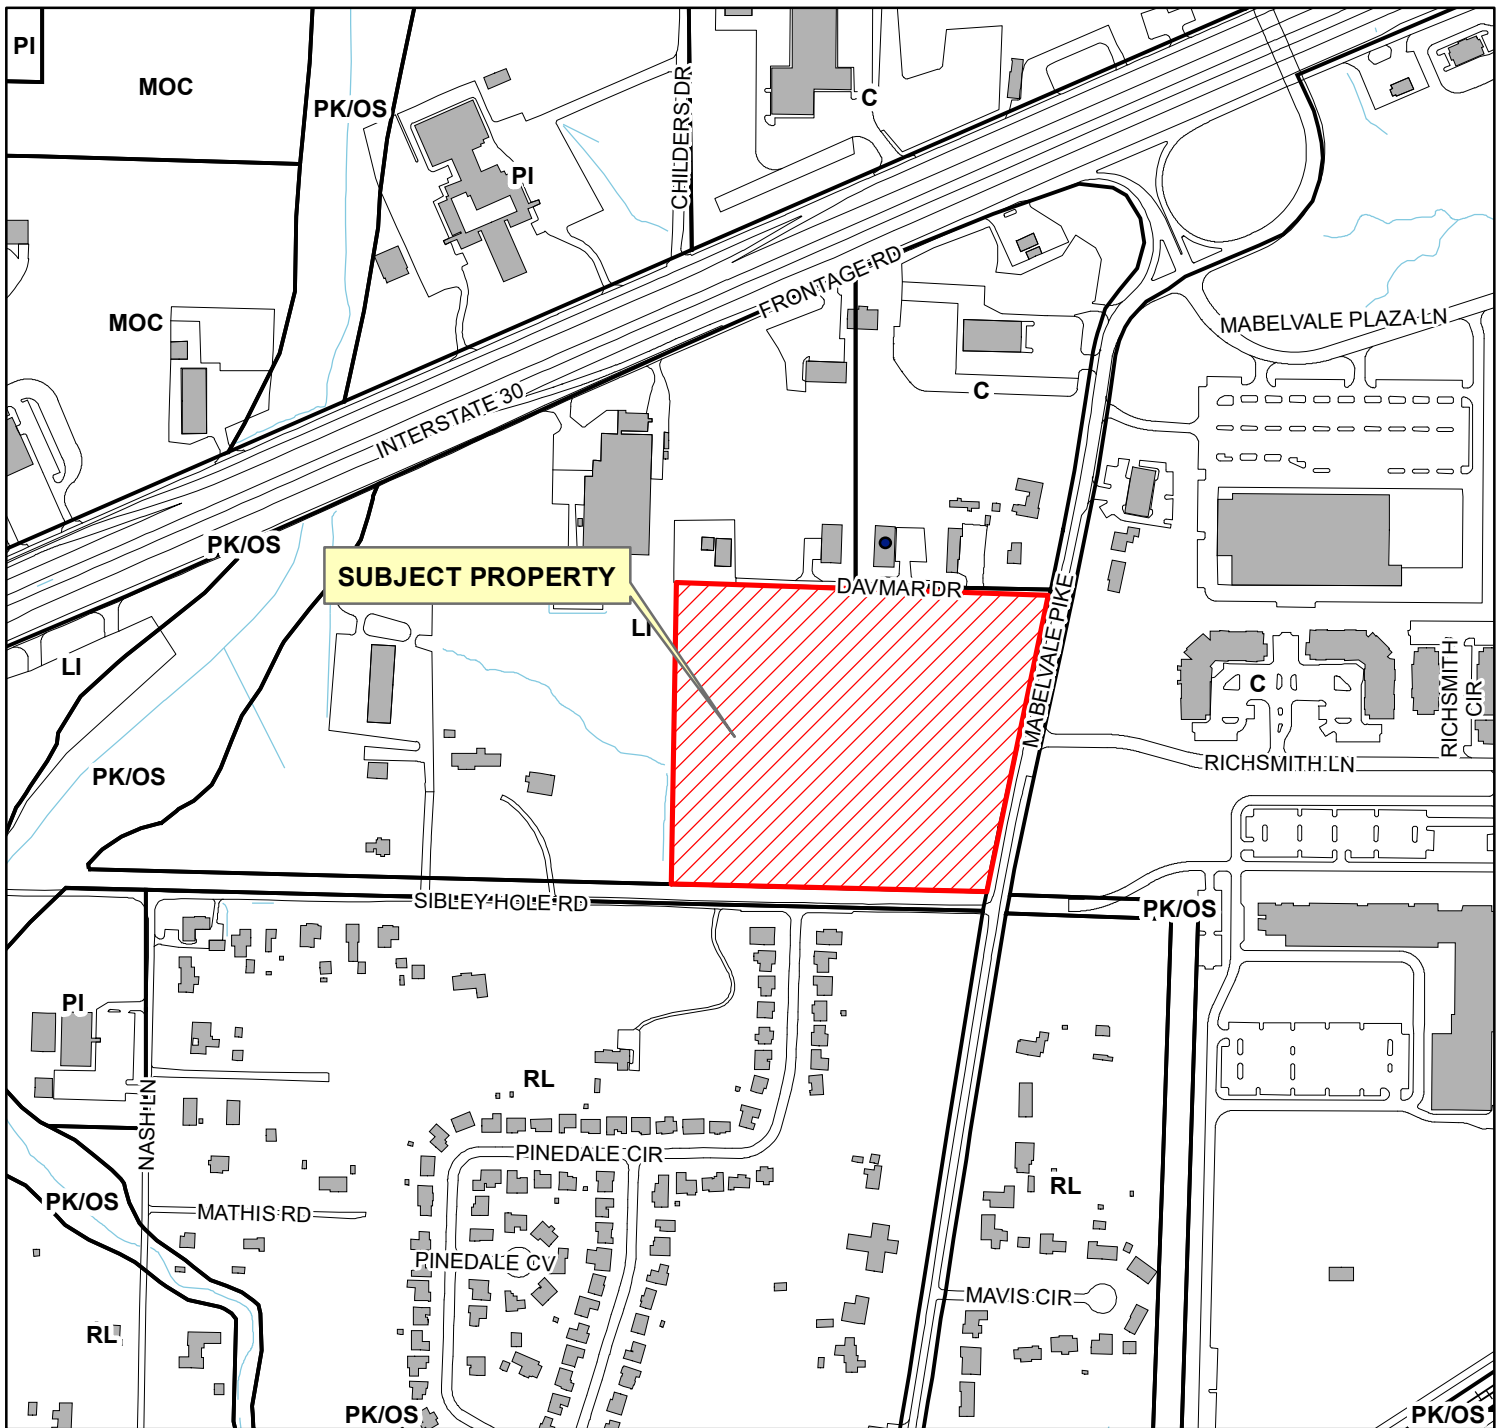 PI
MOC
PK/OS
CHILDERS DR
C
PI
MOC
FRONTAGE RD
INTERSTATE 30
MABELVALE PLAZA LN
C
PK/OS
SUBJECT PROPERTY
DAVMAR DR
LI
LI
MABELVALE PIKE
C
RICHSMITH
CIR
RICHSMITH LN
PK/OS
SIBLEY HOLE RD
PK/OS
PI
RL
NASH LN
PINEDALE CIR
RL
PK/OS
MATHIS RD
PINEDALE CV
MAVIS CIR
RL
PK/OS
PK/OS